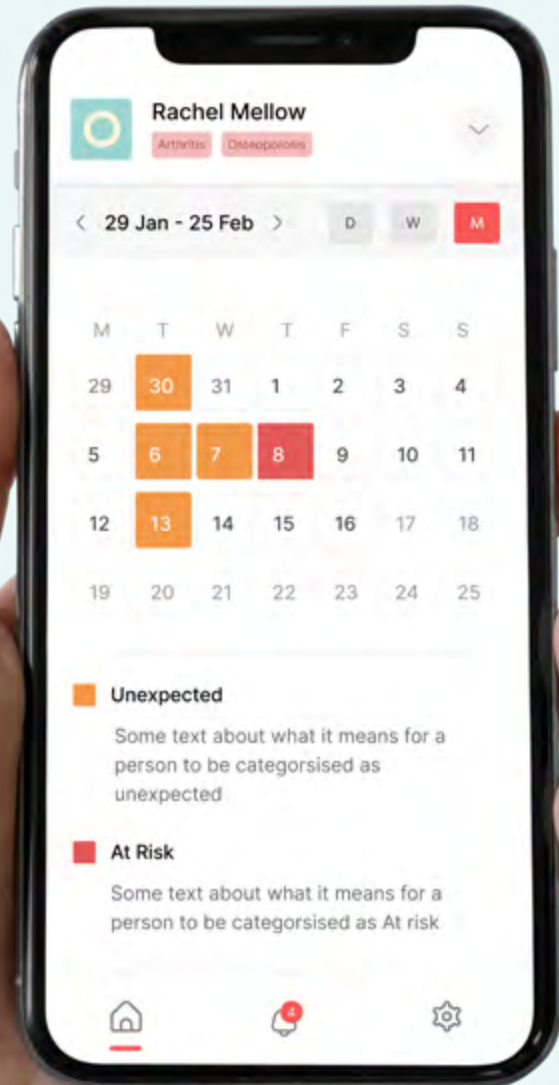 Rachel Mellow
Arthritis Osteoporosis
29 Jan - 25 Feb D W M
M T W T F S S
29 30 31 1 2 3 4
5 6 7 8 9 10 11
12 13 14 15 16 17 18
19 20 21 22 23 24 25
Unexpected
Some text about what it means for a
person to be categorsised as
unexpected
At Risk
Some text about what it means for a
person to be categorsised as At risk
4